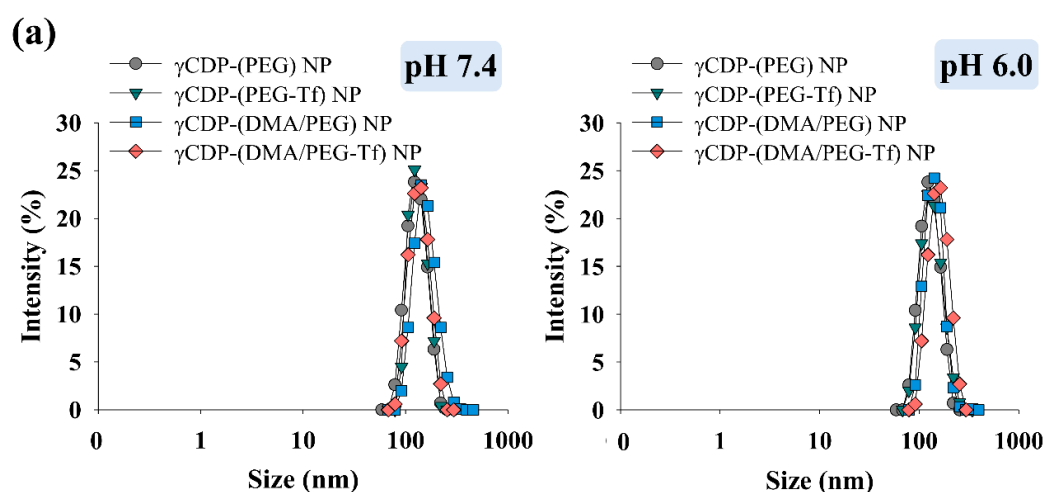 (a)
γCDP-(PEG) NP
γCDP-(PEG-Tf) NP
γCDP-(DMA/PEG) NP
γCDP-(DMA/PEG-Tf) NP
pH 7.4
30
25
20
15
10
5
0
Intensity (%)
0 1 10 100 1000
Size (nm)
γCDP-(PEG) NP
γCDP-(PEG-Tf) NP
γCDP-(DMA/PEG) NP
γCDP-(DMA/PEG-Tf) NP
pH 6.0
30
25
20
15
10
5
0
Intensity (%)
0 1 10 100 1000
Size (nm)